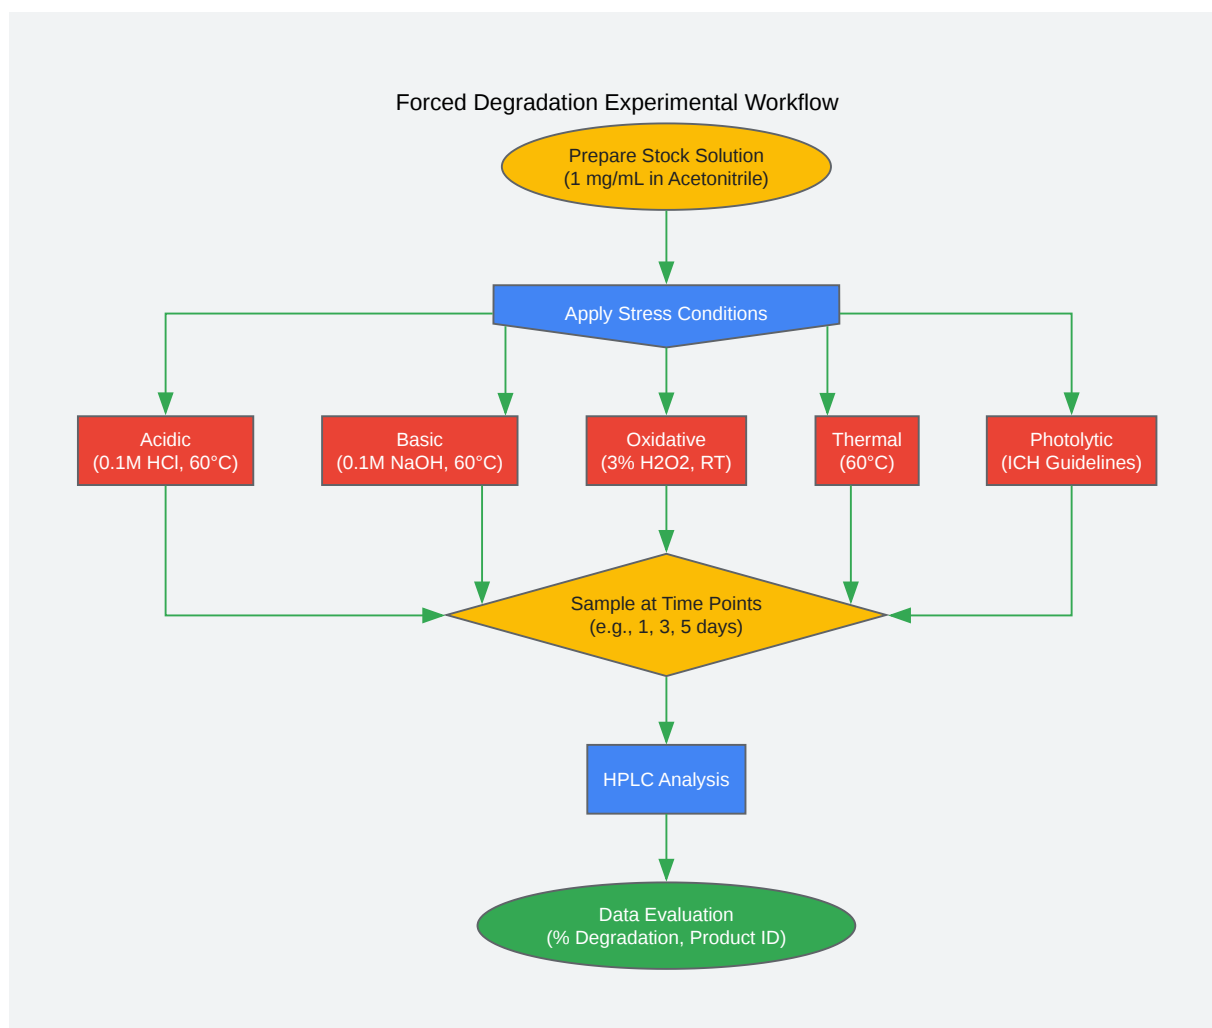 Forced Degradation Experimental Workflow
Prepare Stock Solution
(1 mg/mL in Acetonitrile)
Apply Stress Conditions
Acidic
(0.1M HCl, 60°C)
Basic
(0.1M NaOH, 60°C)
Oxidative
(3% H2O2, RT)
Thermal
(60°C)
Photolytic
(ICH Guidelines)
Sample at Time Points
(e.g., 1, 3, 5 days)
HPLC Analysis
Data Evaluation
(% Degradation, Product ID)